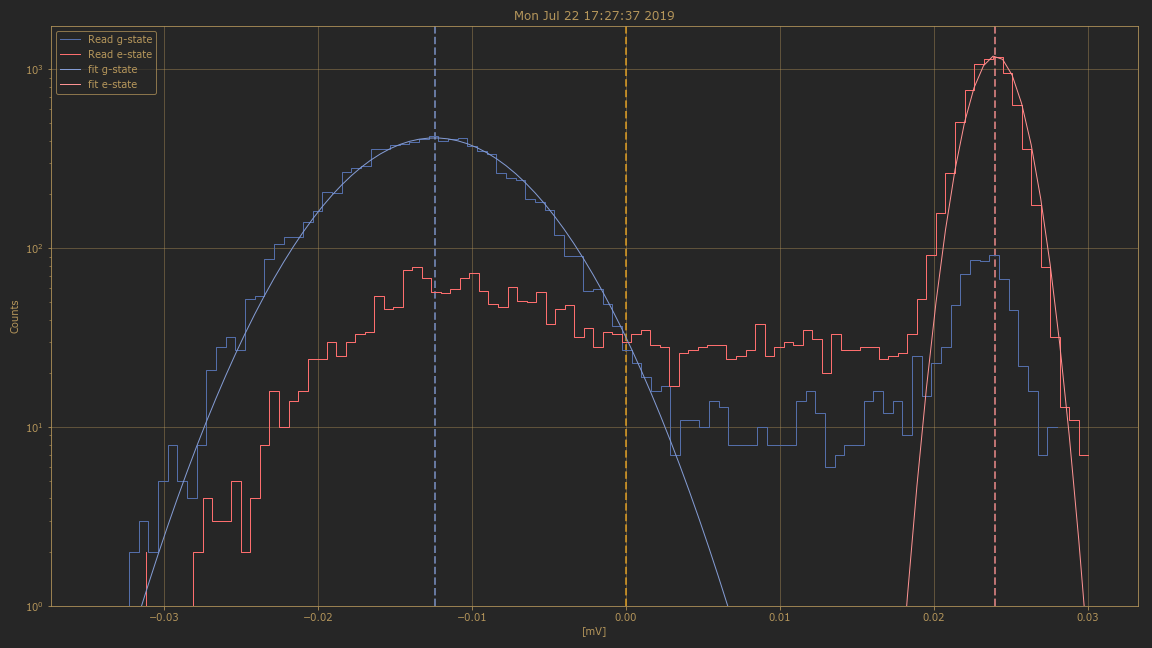 Mon Jul 22 17:27:37 2019
Read g-state
Read e-state
fit g-state
fit e-state
10³
10²
10¹
10⁰
Counts
−0.03 −0.02 −0.01 0.00 0.01 0.02 0.03
[mV]